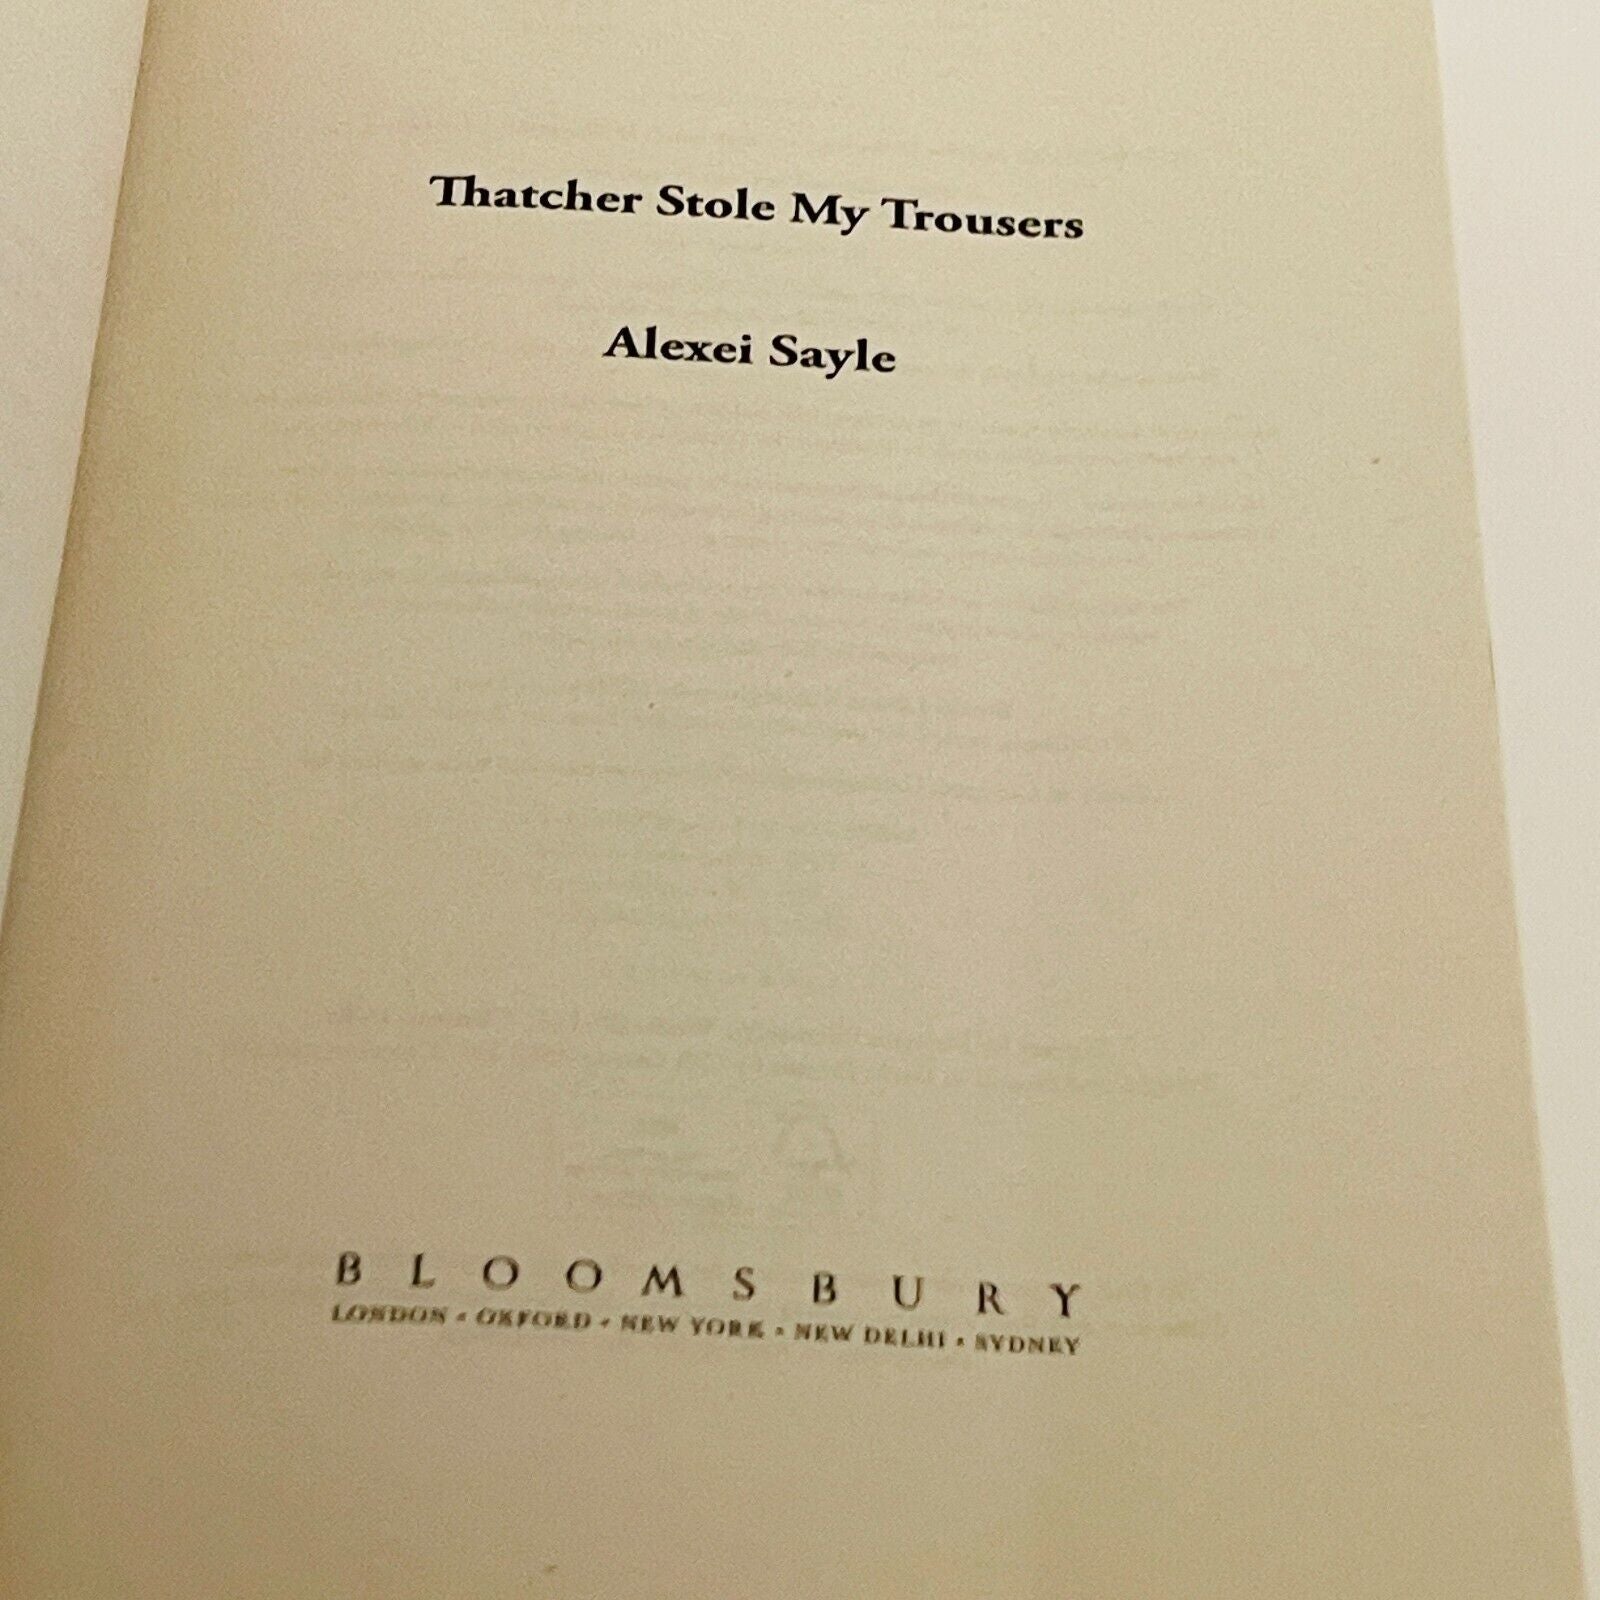 Thatcher Stole My Trousers
Alexei Sayle
BLOOMSBURY
LONDON • OXFORD • NEW YORK • NEW DELHI • SYDNEY